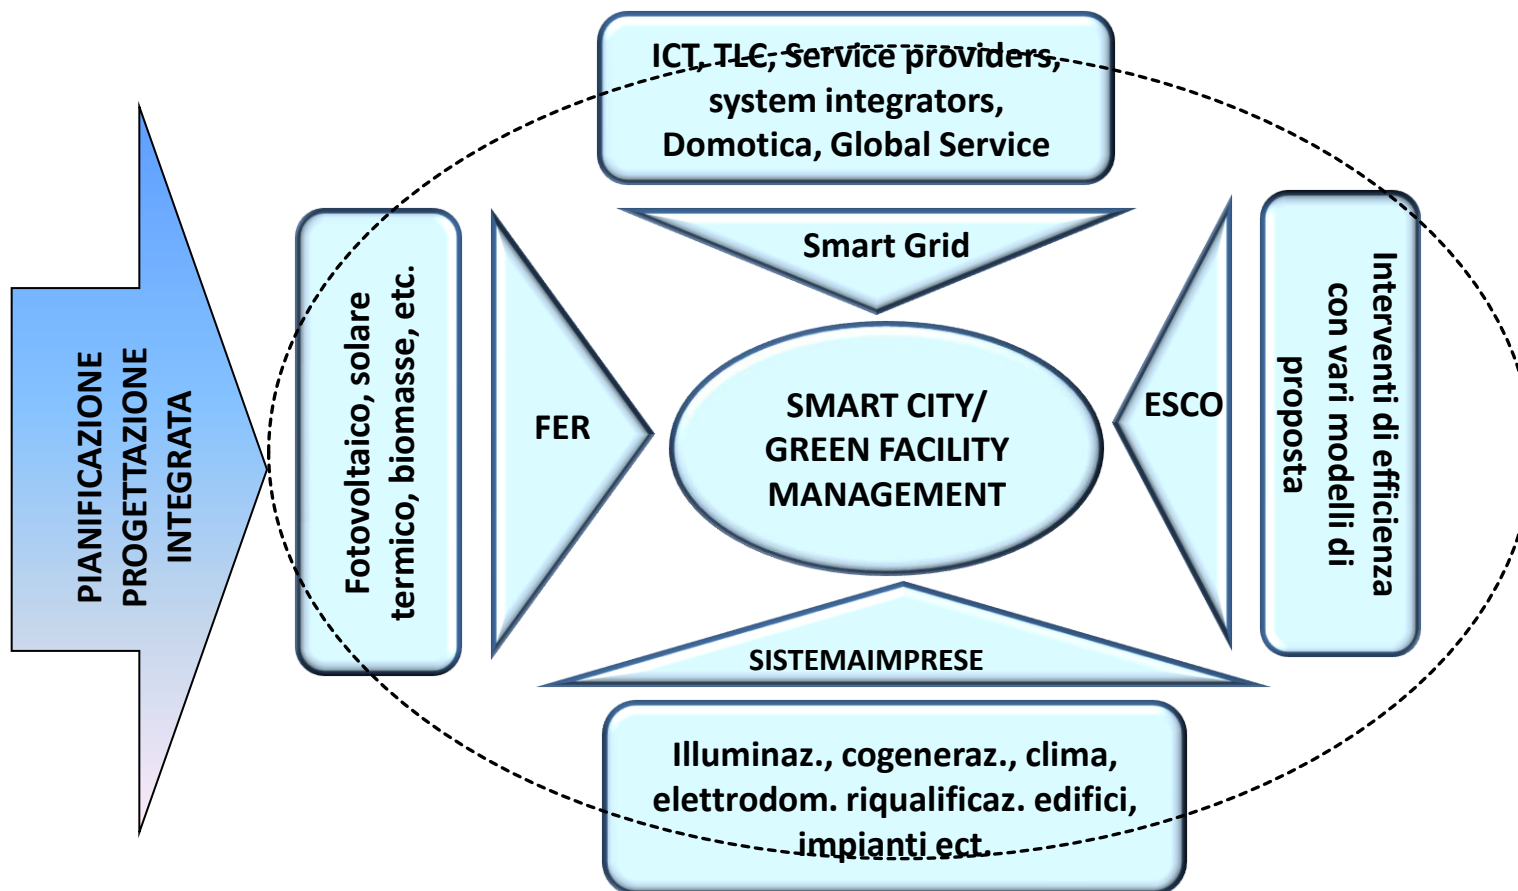 ICT, TLC, Service providers,
system integrators,
Domotica, Global Service
Smart Grid
PIANIFICAZIONE
PROGETTAZIONE
INTEGRATA
Fotovoltaico, solare
termico, biomasse, etc.
FER
SMART CITY/
GREEN FACILITY
MANAGEMENT
ESCO
Interventi di efficienza
con vari modelli di
proposta
SISTEMAIMPRESE
Illuminaz., cogeneraz., clima,
elettrodom. riqualificaz. edifici,
impianti ect.